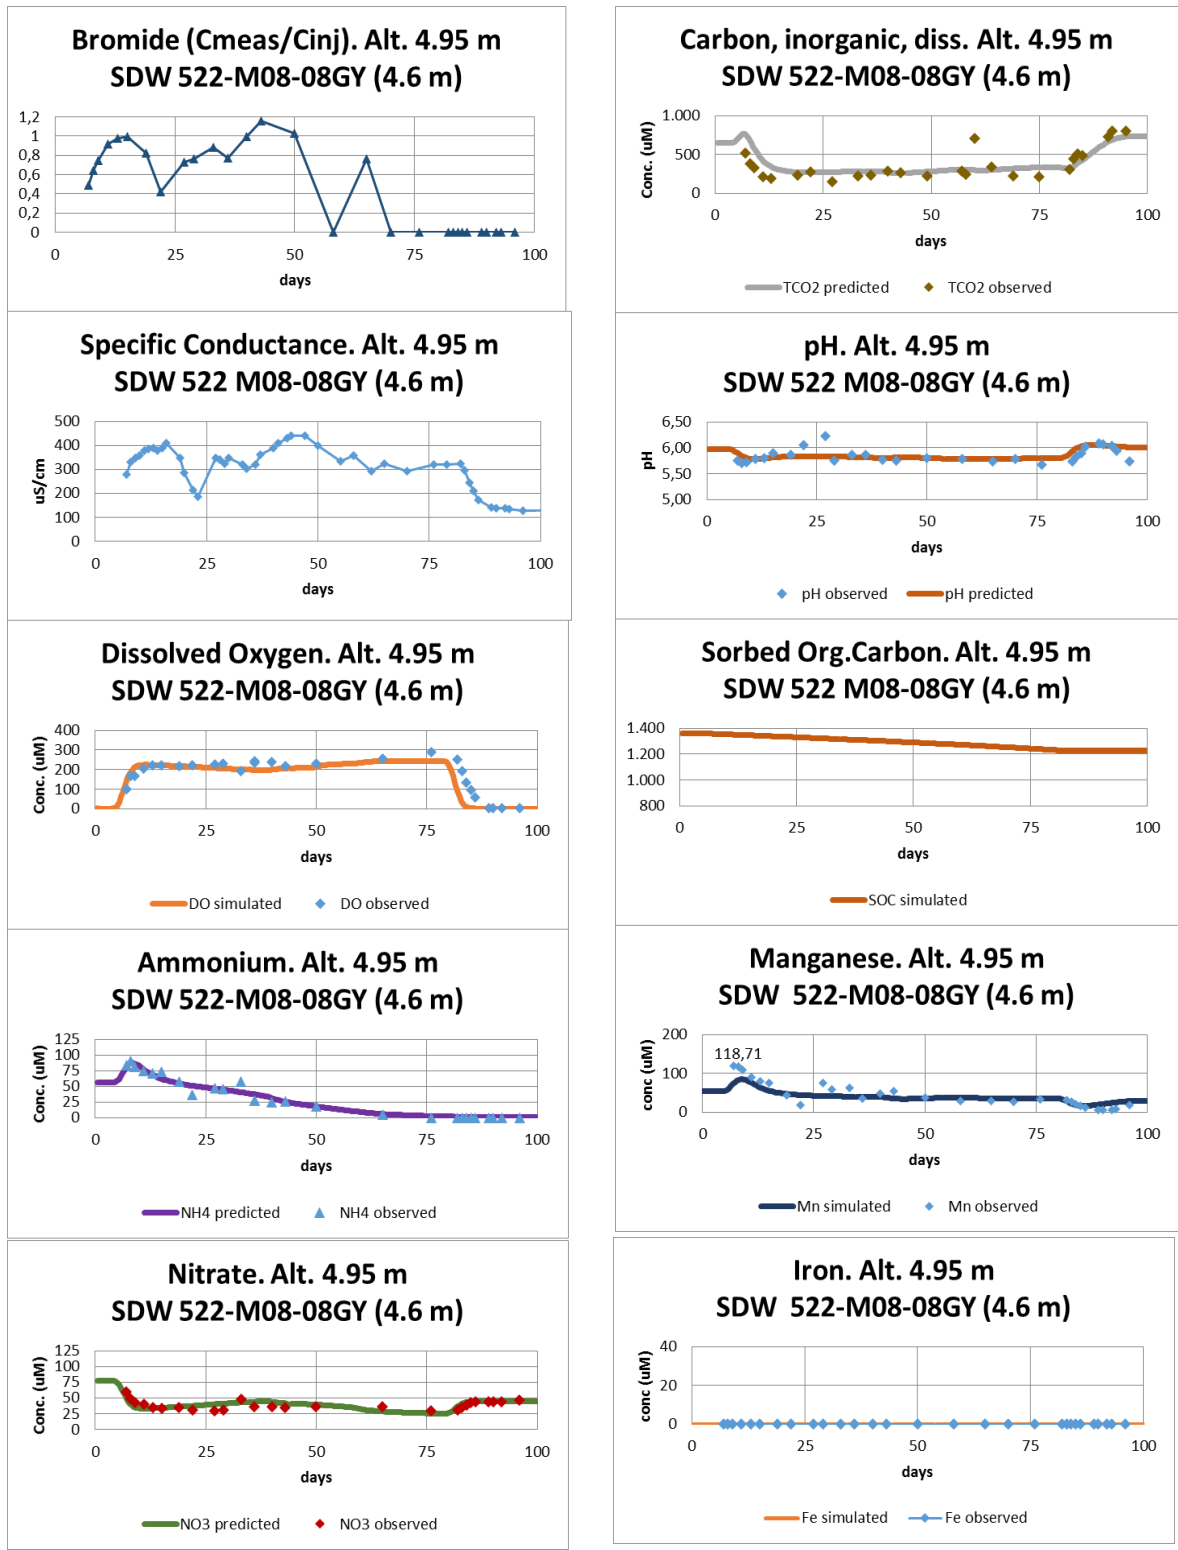 Bromide (Cmeas/Cinj). Alt. 4.95 m
SDW 522-M08-08GY (4.6 m)
1,2
1
0,8
0,6
0,4
0,2
0
0 25 50 75 100
days
Carbon, inorganic, diss. Alt. 4.95 m
SDW 522-M08-08GY (4.6 m)
Conc. (uM)
1.000
500
0
0 25 50 75 100
days
TCO2 predicted TCO2 observed
Specific Conductance. Alt. 4.95 m
SDW 522 M08-08GY (4.6 m)
uS/cm
500
400
300
200
100
0
0 25 50 75 100
days
pH. Alt. 4.95 m
SDW 522 M08-08GY (4.6 m)
pH
6,50
6,00
5,50
5,00
0 25 50 75 100
days
pH observed pH predicted
Dissolved Oxygen. Alt. 4.95 m
SDW 522-M08-08GY (4.6 m)
Conc. (uM)
400
300
200
100
0
0 25 50 75 100
days
DO simulated DO observed
Sorbed Org.Carbon. Alt. 4.95 m
SDW 522 M08-08GY (4.6 m)
1.400
1.200
1.000
800
0 25 50 75 100
days
SOC simulated
Ammonium. Alt. 4.95 m
SDW 522-M08-08GY (4.6 m)
Conc. (uM)
125
100
75
50
25
0
0 25 50 75 100
days
NH4 predicted NH4 observed
Manganese. Alt. 4.95 m
SDW 522-M08-08GY (4.6 m)
conc (uM)
200
100
0
118,71
0 25 50 75 100
days
Mn simulated Mn observed
Nitrate. Alt. 4.95 m
SDW 522-M08-08GY (4.6 m)
Conc. (uM)
125
100
75
50
25
0
0 25 50 75 100
days
NO3 predicted NO3 observed
Iron. Alt. 4.95 m
SDW 522-M08-08GY (4.6 m)
conc (uM)
40
20
0
0 25 50 75 100
days
Fe simulated Fe observed